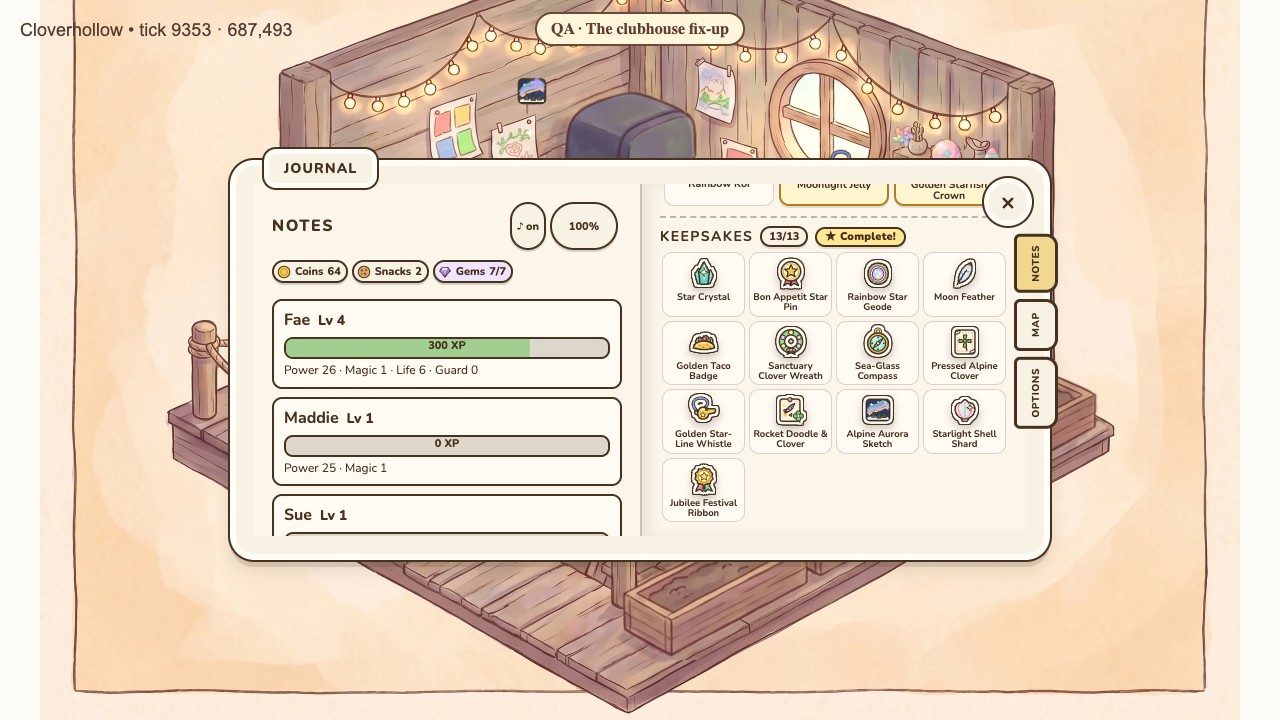 Cloverhollow • tick 9353 · 687,493
QA · The clubhouse fix-up
JOURNAL
NOTES
♪ on
100%
Coins 64
Snacks 2
Gems 7/7
Fae Lv 4
300 XP
Power 26 · Magic 1 · Life 6 · Guard 0
Maddie Lv 1
0 XP
Power 25 · Magic 1
Sue Lv 1
Rainbow Koi
Moonlight Jelly
Golden Starfish
Crown
KEEPSAKES 13/13 ★ Complete!
Star Crystal
Bon Appetit Star
Pin
Rainbow Star
Geode
Moon Feather
Golden Taco
Badge
Sanctuary
Clover Wreath
Sea-Glass
Compass
Pressed Alpine
Clover
Golden Star-
Line Whistle
Rocket Doodle &
Clover
Alpine Aurora
Sketch
Starlight Shell
Shard
Jubilee Festival
Ribbon
×
NOTES
MAP
OPTIONS